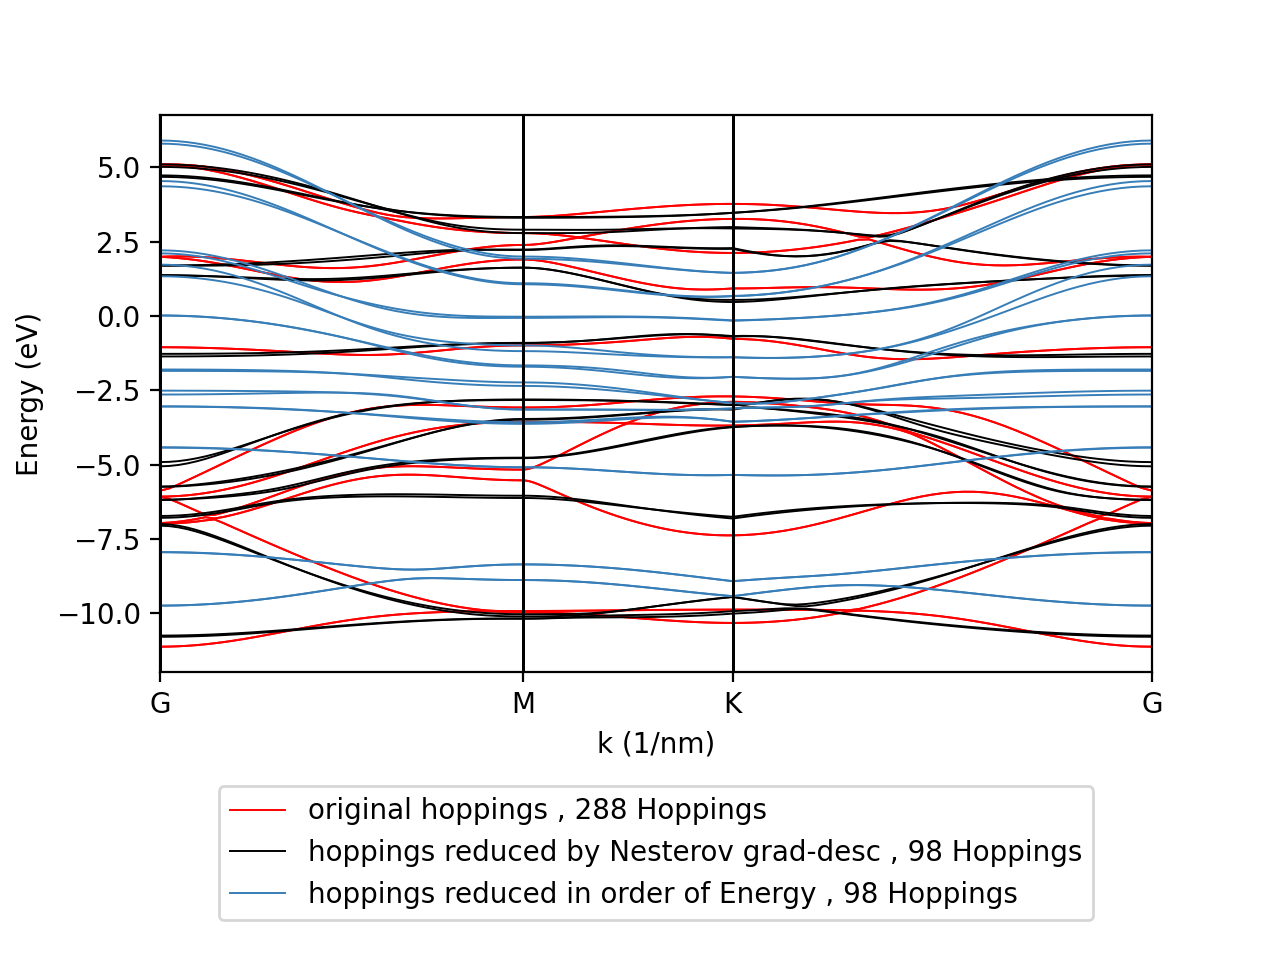 5.0
2.5
0.0
−2.5
−5.0
−7.5
−10.0
Energy (eV)
G M K G
k (1/nm)
original hoppings , 288 Hoppings
hoppings reduced by Nesterov grad-desc , 98 Hoppings
hoppings reduced in order of Energy , 98 Hoppings